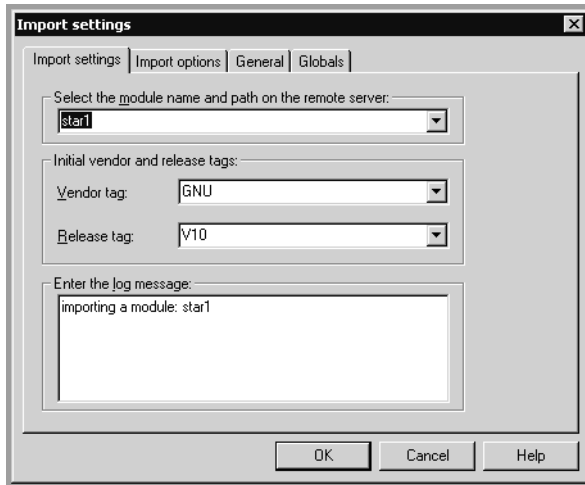 Import settings
Import settings Import options General Globals
Select the module name and path on the remote server:
star1
Initial vendor and release tags:
Vendor tag: GNU
Release tag: V10
Enter the log message:
importing a module: star1
OK Cancel Help